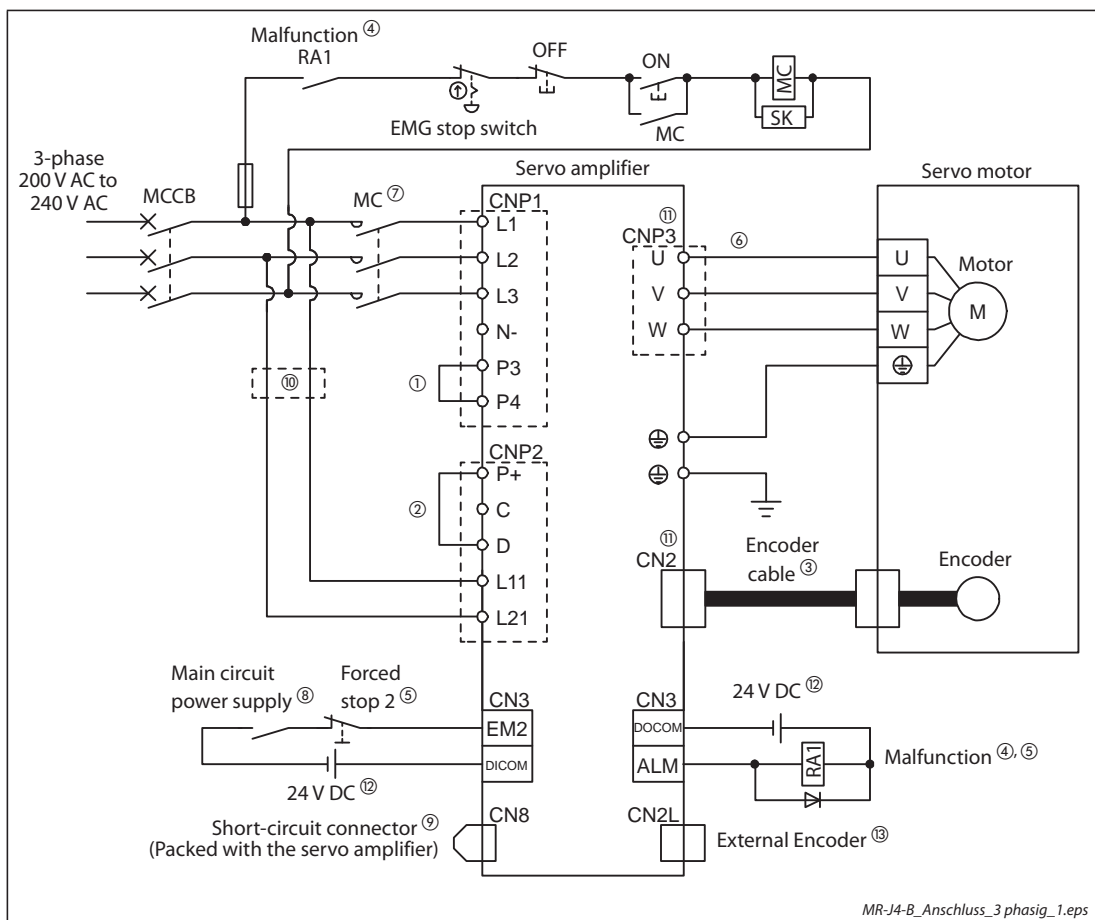 Malfunction ④
RA1
OFF
ON
MC
SK
EMG stop switch
MC
3-phase
200 V AC to
240 V AC
MCCB
MC ⑦
Servo amplifier
Servo motor
CNP1
L1
L2
L3
N-
P3
P4
①
⑩
⑪
CNP3
U
V
W
⑥
U
V
W
Motor
M
CNP2
P+
C
D
L11
L21
②
⑪
CN2
Encoder
cable ③
Encoder
Main circuit
power supply ⑧
Forced
stop 2 ⑤
CN3
EM2
DICOM
24 V DC ⑫
CN3
DOCOM
ALM
24 V DC ⑫
RA1
Malfunction ④, ⑤
CN8
Short-circuit connector ⑨
(Packed with the servo amplifier)
CN2L
External Encoder ⑬
MR-J4-B_Anschluss_3 phasig_1.eps